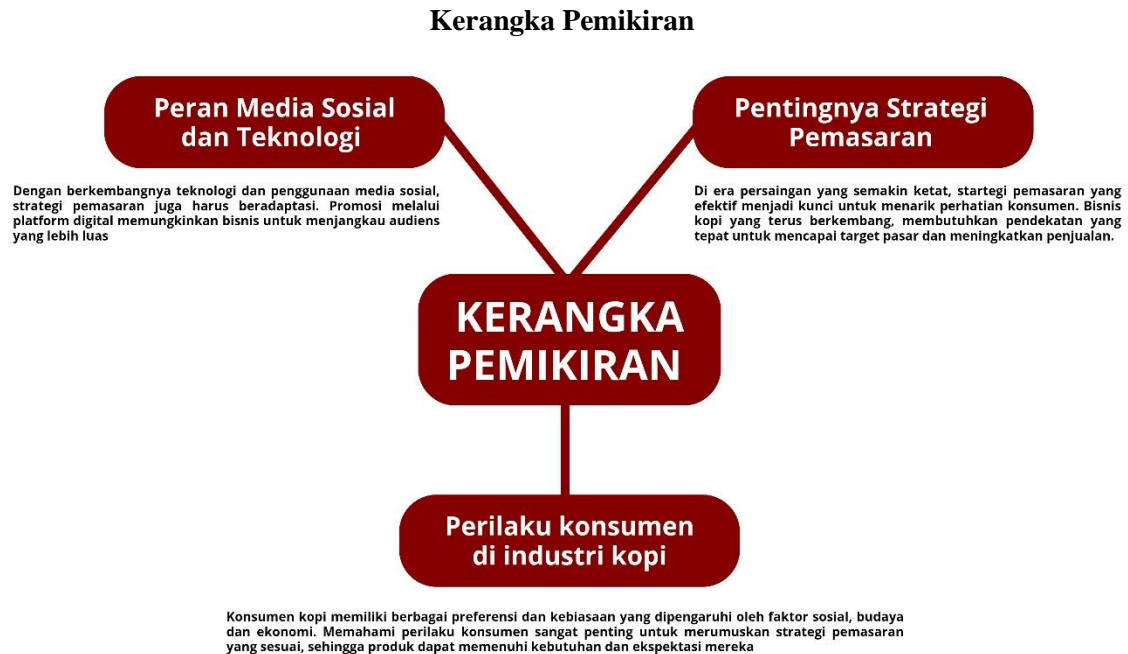 Kerangka Pemikiran
Peran Media Sosial
dan Teknologi
Dengan berkembangnya teknologi dan penggunaan media sosial,
strategi pemasaran juga harus beradaptasi. Promosi melalui
platform digital memungkinkan bisnis untuk menjangkau audiens
yang lebih luas
Pentingnya Strategi
Pemasaran
Di era persaingan yang semakin ketat, startegi pemasaran yang
efektif menjadi kunci untuk menarik perhatian konsumen. Bisnis
kopi yang terus berkembang, membutuhkan pendekatan yang
tepat untuk mencapai target pasar dan meningkatkan penjualan.
KERANGKA
PEMIKIRAN
Perilaku konsumen
di industri kopi
Konsumen kopi memiliki berbagai preferensi dan kebiasaan yang dipengaruhi oleh faktor sosial, budaya
dan ekonomi. Memahami perilaku konsumen sangat penting untuk merumuskan strategi pemasaran
yang sesuai, sehingga produk dapat memenuhi kebutuhan dan ekspektasi mereka